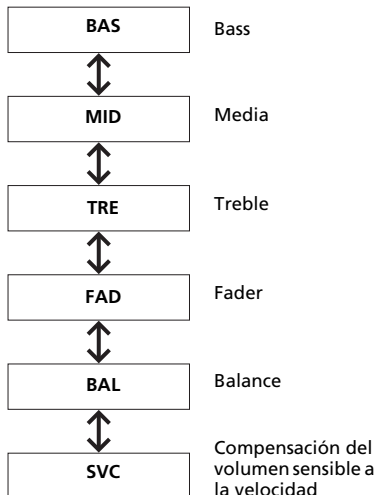 BAS Bass
MID Media
TRE Treble
FAD Fader
BAL Balance
SVC Compensación del
volumen sensible a
la velocidad